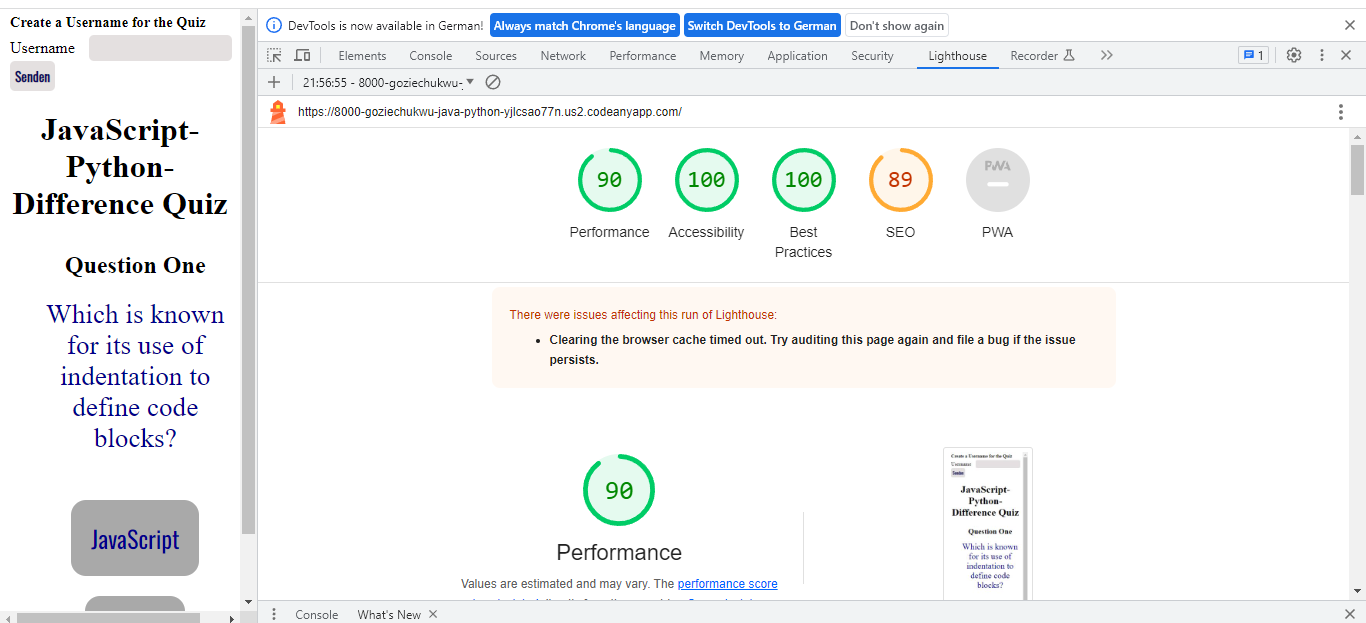 Create a Username for the Quiz
Username
Senden
JavaScript-
Python-
Difference Quiz
Question One
Which is known
for its use of
indentation to
define code
blocks?
JavaScript
DevTools is now available in German! Always match Chrome's language Switch DevTools to German Don't show again
Elements Console Sources Network Performance Memory Application Security Lighthouse Recorder 1
21:56:55 - 8000-goziechukwu-
https://8000-goziechukwu-java-python-yjlcsao77n.us2.codeanyapp.com/
90 100 100 89 PWA
Performance Accessibility Best Practices SEO PWA
There were issues affecting this run of Lighthouse:
Clearing the browser cache timed out. Try auditing this page again and file a bug if the issue
persists.
90
Performance
Values are estimated and may vary. The performance score
Create a Username for the Quiz
Username
Senden
JavaScript-
Python-
Difference Quiz
Question One
Which is known
for its use of
indentation to
define code
blocks?
Console What's New